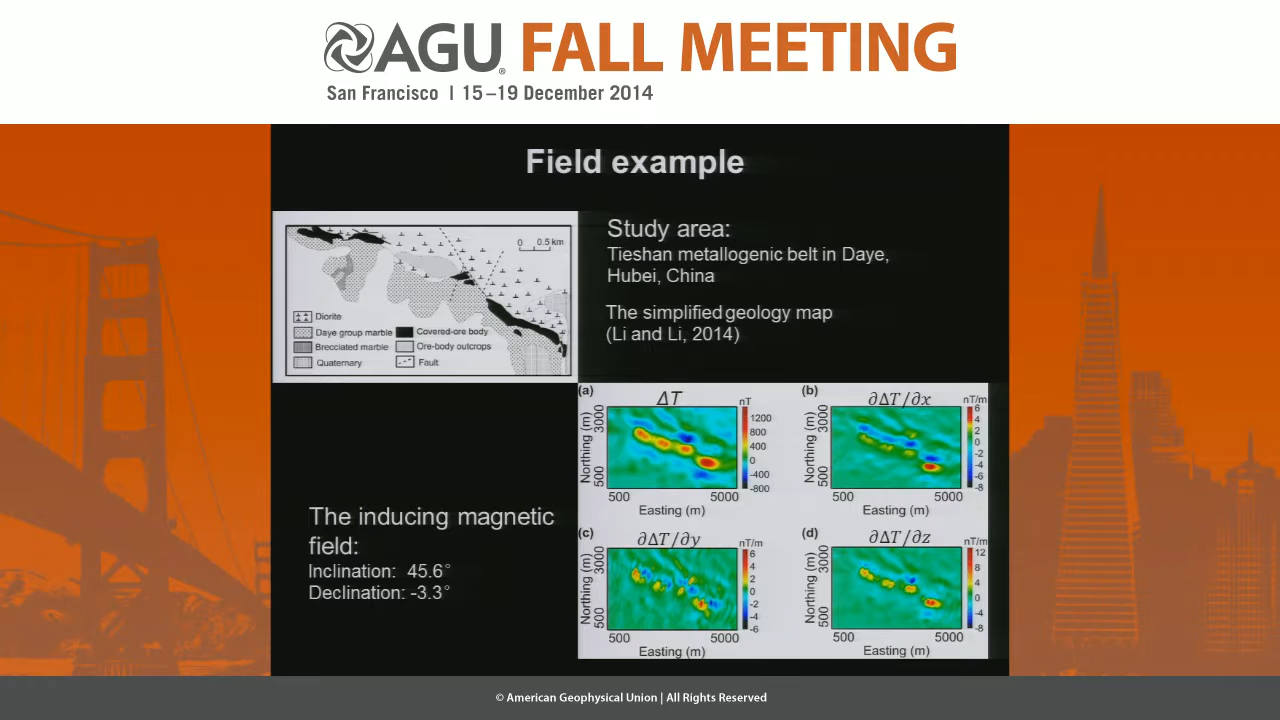 AGU FALL MEETING
San Francisco | 15–19 December 2014
Field example
0 0.5 km
Diorite
Daye group marble
Covered-ore body
Brecciated marble
Ore-body outcrops
Quaternary
Fault
Study area:
Tieshan metallogenic belt in Daye,
Hubei, China
The simplified geology map
(Li and Li, 2014)
The inducing magnetic
field:
Inclination: 45.6°
Declination: -3.3°
(a)
ΔT
nT
1200
800
400
0
-400
-800
Northing (m)
3000
500
500 5000
Easting (m)
(b)
∂ΔT/∂x
nT/m
6
4
2
0
-2
-4
-6
-8
Northing (m)
3000
500
500 5000
Easting (m)
(c)
∂ΔT/∂y
nT/m
6
4
2
0
-2
-4
-6
Northing (m)
3000
500
500 5000
Easting (m)
(d)
∂ΔT/∂z
nT/m
12
8
4
0
-4
-8
Northing (m)
3000
500
500 5000
Easting (m)
© American Geophysical Union | All Rights Reserved